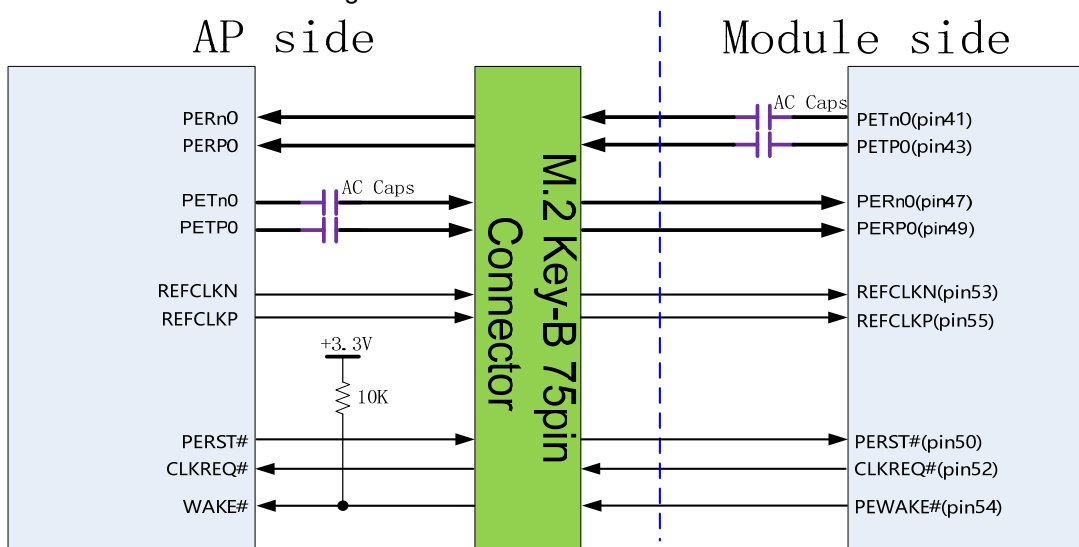 AP side
Module side
PERn0
PERP0
PETn0
PETP0
REFCLKN
REFCLKP
PERST#
CLKREQ#
WAKE#
AC Caps
+3.3V
10K
M.2 Key-B 75pin
Connector
AC Caps
PETn0(pin41)
PETP0(pin43)
PERn0(pin47)
PERP0(pin49)
REFCLKN(pin53)
REFCLKP(pin55)
PERST#(pin50)
CLKREQ#(pin52)
PEWAKE#(pin54)